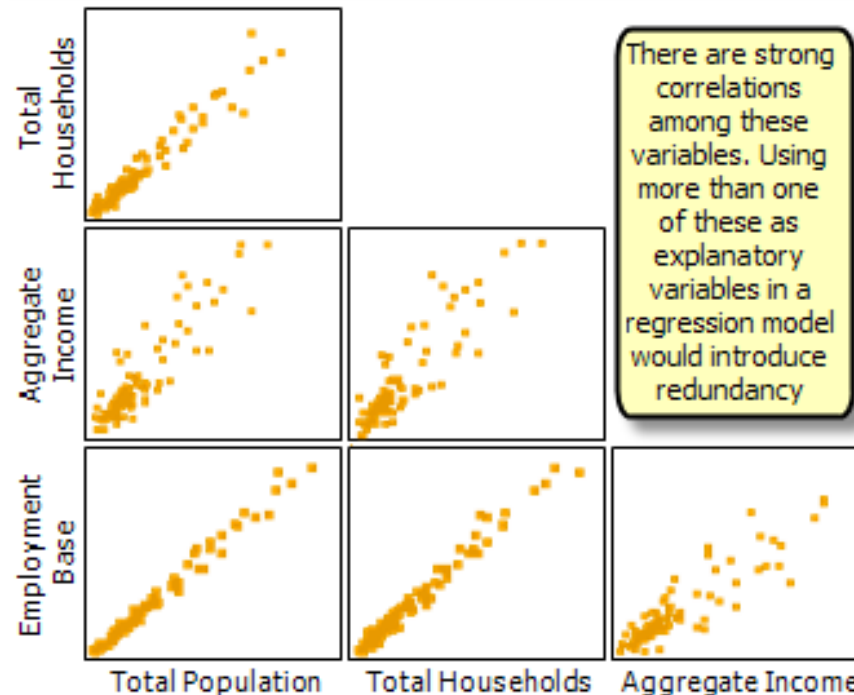 Total
Households
There are strong
correlations
among these
variables. Using
more than one
of these as
explanatory
variables in a
regression model
would introduce
redundancy
Aggregate
Income
Employment
Base
Total Population
Total Households
Aggregate Income